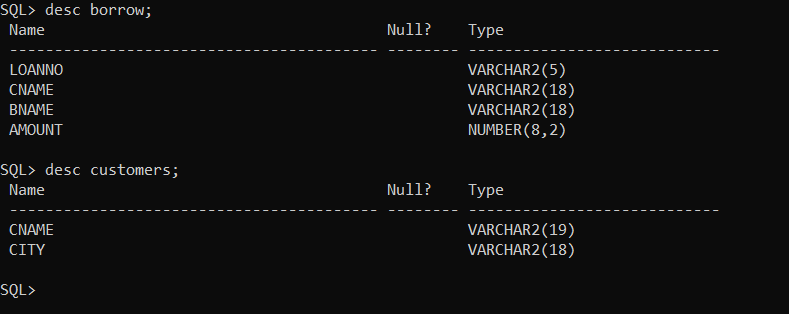 SQL> desc borrow;
Name Null? Type
----------------------------------------- -------- ----------------------------
LOANNO VARCHAR2(5)
CNAME VARCHAR2(18)
BNAME VARCHAR2(18)
AMOUNT NUMBER(8,2)
SQL> desc customers;
Name Null? Type
----------------------------------------- -------- ----------------------------
CNAME VARCHAR2(19)
CITY VARCHAR2(18)
SQL>